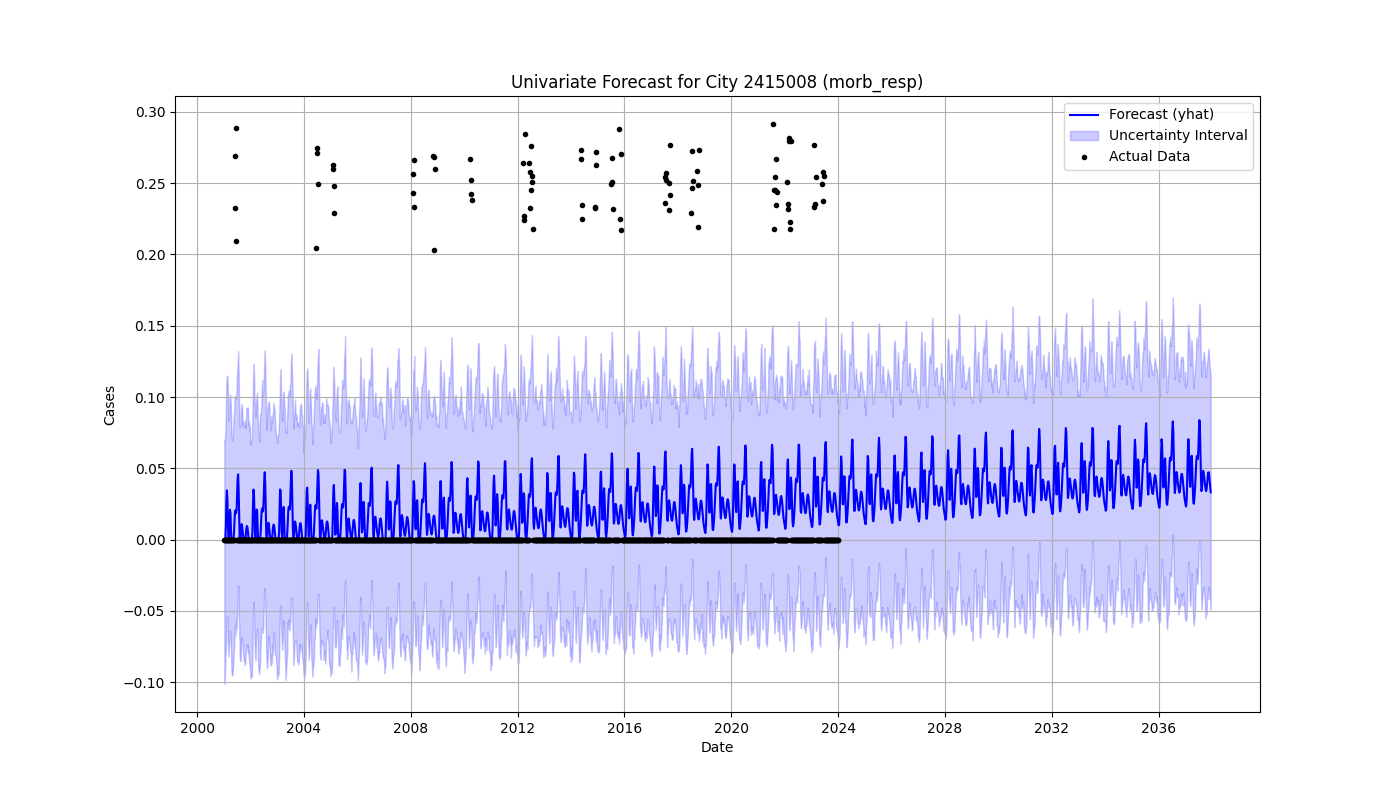 Univariate Forecast for City 2415008 (morb_resp)
Forecast (yhat)
Uncertainty Interval
Actual Data
0.30
0.25
0.20
0.15
0.10
0.05
0.00
−0.05
−0.10
Cases
2000 2004 2008 2012 2016 2020 2024 2028 2032 2036
Date